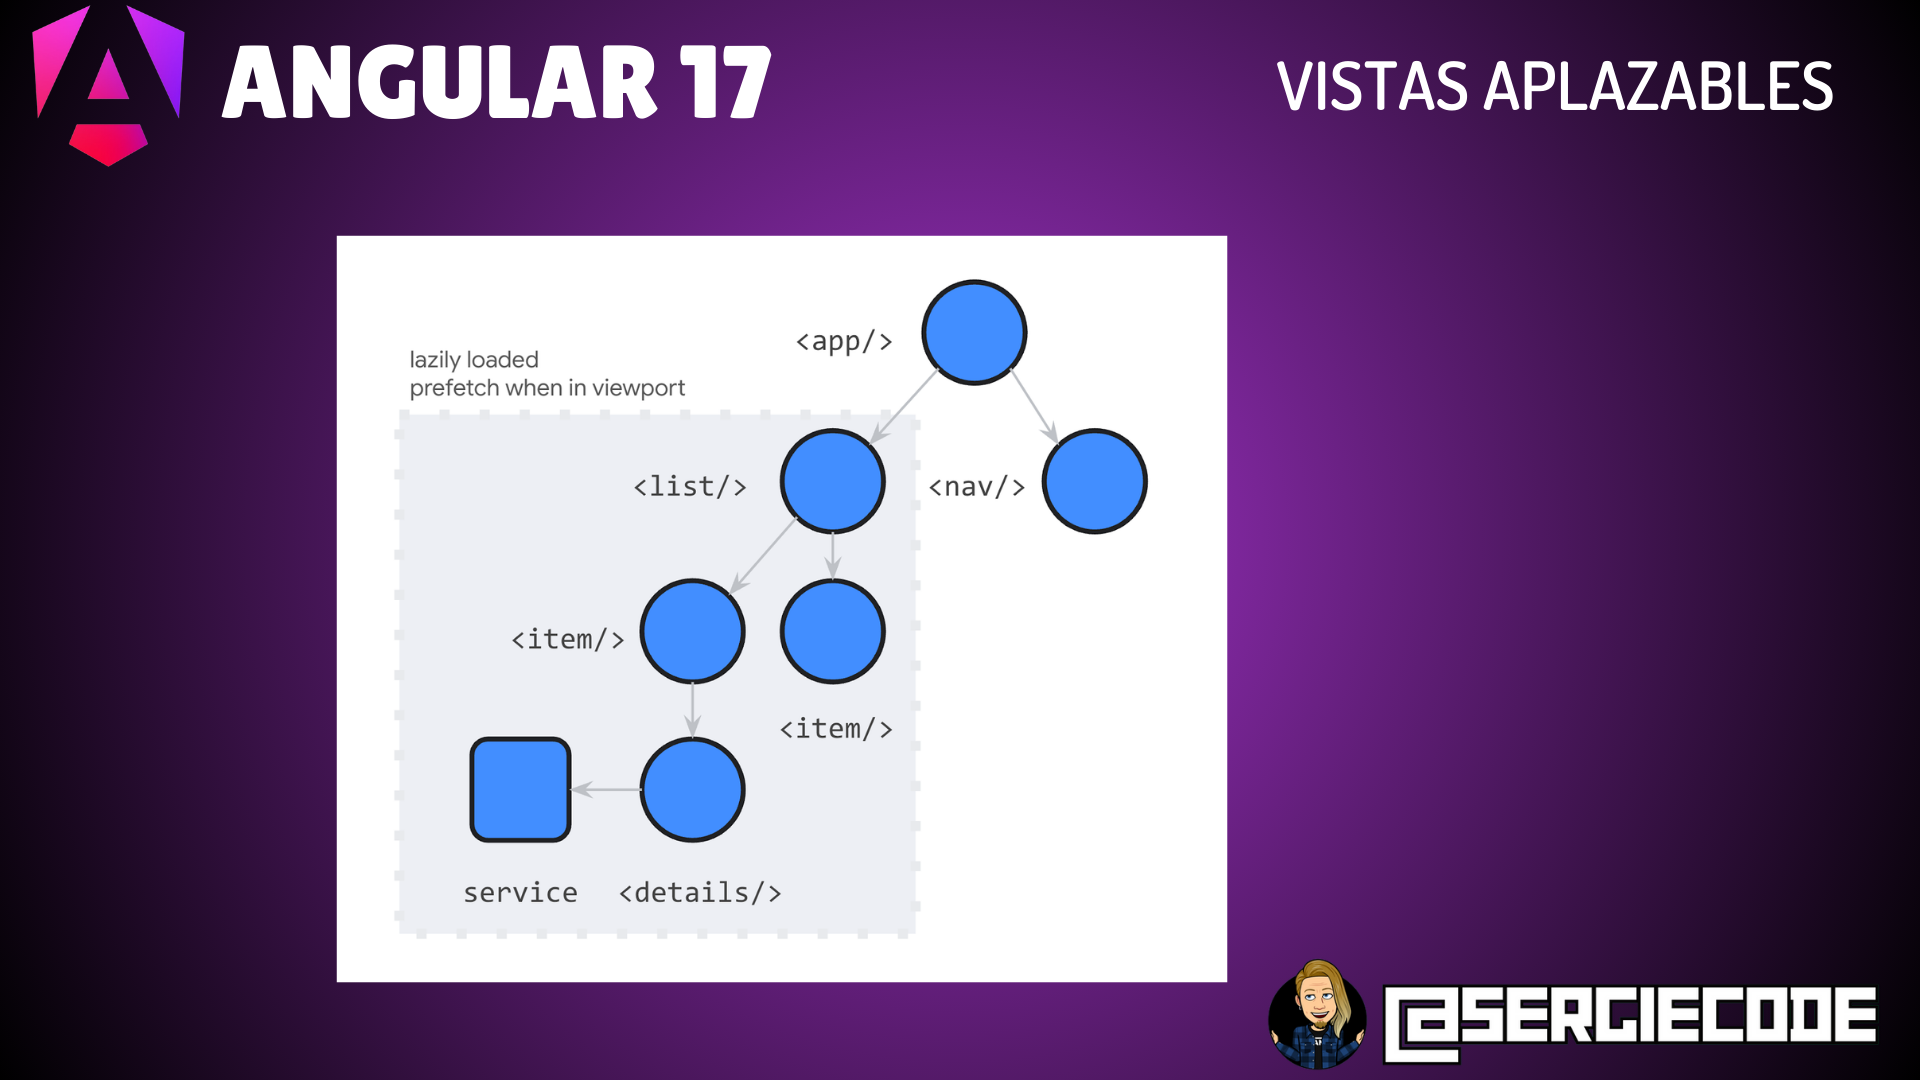 ANGULAR 17
VISTAS APLAZABLES
<app/>
lazily loaded
prefetch when in viewport
<list/>
<nav/>
<item/>
<item/>
service
<details/>
@SERGIECODE